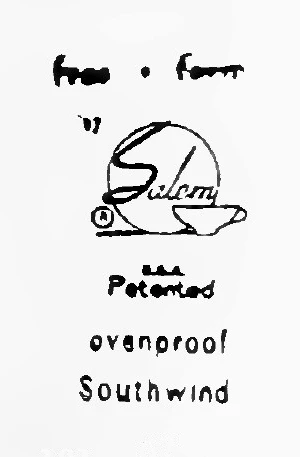 Free • Form
by
Salem
®
U.S.A.
Patented
ovenproof
Southwind